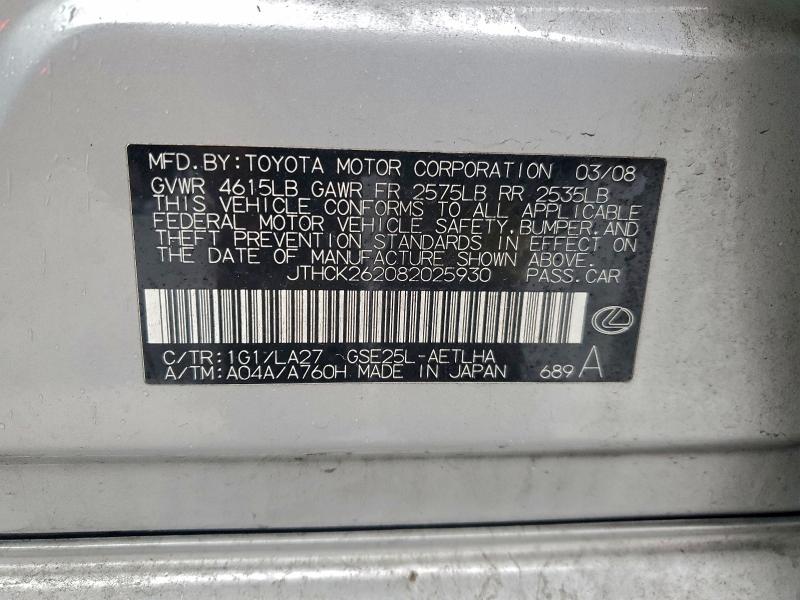 MFD.BY: TOYOTA MOTOR CORPORATION 03/08
GVWR 4615LB GAWR FR 2575LB RR 2535LB
THIS VEHICLE CONFORMS TO ALL APPLICABLE
FEDERAL MOTOR VEHICLE SAFETY,BUMPER,AND
THEFT PREVENTION STANDARDS IN EFFECT ON
THE DATE OF MANUFACTURE SHOWN ABOVE.
JTHCK262082025930 PASS.CAR
C/TR:1G1/LA27 GSE25L-AETLHA
A/TM:A04A/A760H MADE IN JAPAN 689 A